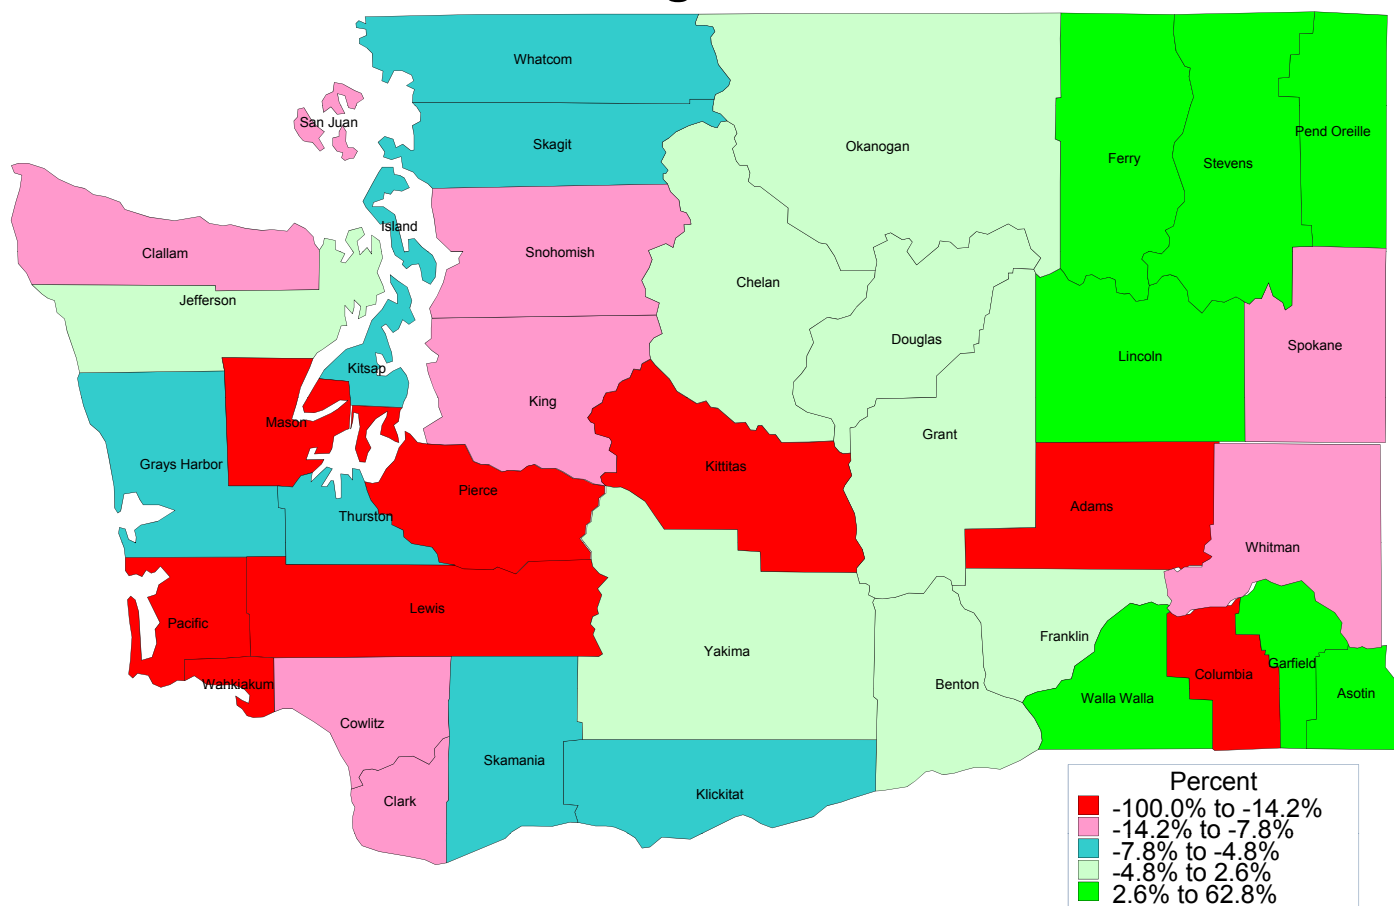 Whatcom
San Juan
Skagit
Okanogan
Ferry
Stevens
Pend Oreille
Island
Clallam
Snohomish
Jefferson
Chelan
Douglas
Lincoln
Spokane
Kitsap
King
Mason
Grant
Grays Harbor
Kittitas
Pierce
Thurston
Adams
Whitman
Lewis
Pacific
Yakima
Franklin
Garfield
Wahkiakum
Benton
Columbia
Walla Walla
Asotin
Cowlitz
Skamania
Klickitat
Clark
Percent
-100.0% to -14.2%
-14.2% to -7.8%
-7.8% to -4.8%
-4.8% to 2.6%
2.6% to 62.8%